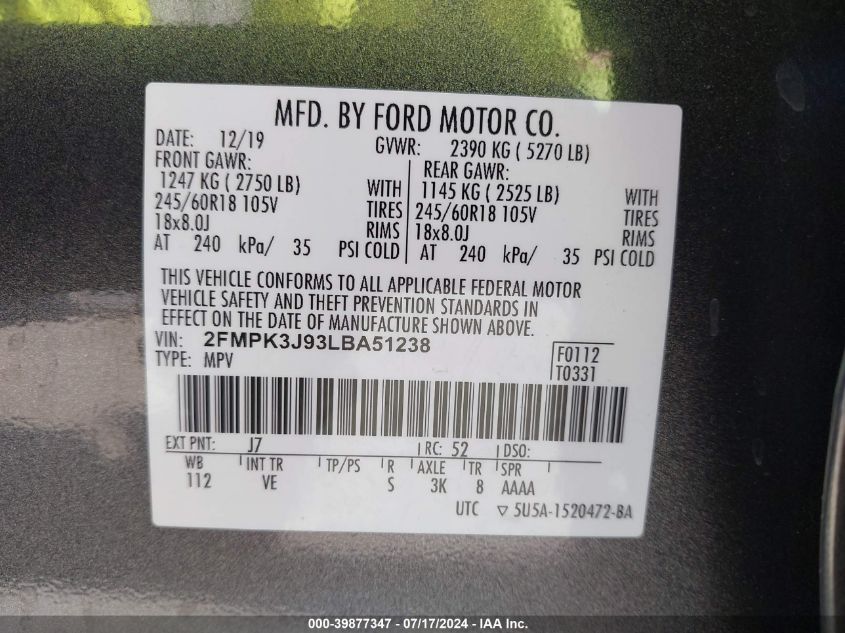 MFD. BY FORD MOTOR CO.
DATE: 12/19 GVWR: 2390 KG ( 5270 LB)
FRONT GAWR: REAR GAWR:
1247 KG ( 2750 LB) WITH 1145 KG ( 2525 LB) WITH
245/60R18 105V TIRES 245/60R18 105V TIRES
18x8.0J RIMS 18x8.0J RIMS
AT 240 kPa/ 35 PSI COLD AT 240 kPa/ 35 PSI COLD
THIS VEHICLE CONFORMS TO ALL APPLICABLE FEDERAL MOTOR
VEHICLE SAFETY AND THEFT PREVENTION STANDARDS IN
EFFECT ON THE DATE OF MANUFACTURE SHOWN ABOVE.
VIN: 2FMPK3J93LBA51238
TYPE: MPV
F0112
T0331
EXT PNT: J7 RC: 52 DSO:
WB INT TR TP/PS R AXLE TR SPR
112 VE S 3K 8 AAAA
UTC ▽ 5U5A-1520472-BA
000-39877347 - 07/17/2024 - IAA Inc.